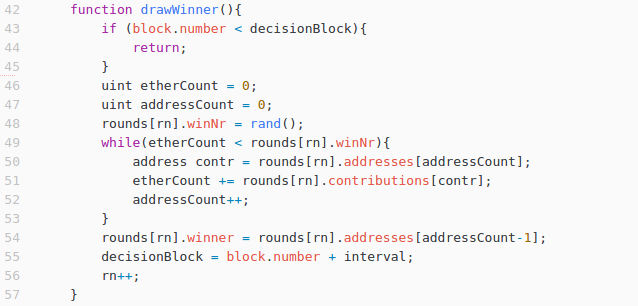 42 function drawWinner(){
43 if (block.number < decisionBlock){
44 return;
45 }
46 uint etherCount = 0;
47 uint addressCount = 0;
48 rounds[rn].winNr = rand();
49 while(etherCount < rounds[rn].winNr){
50 address contr = rounds[rn].addresses[addressCount];
51 etherCount += rounds[rn].contributions[contr];
52 addressCount++;
53 }
54 rounds[rn].winner = rounds[rn].addresses[addressCount-1];
55 decisionBlock = block.number + interval;
56 rn++;
57 }